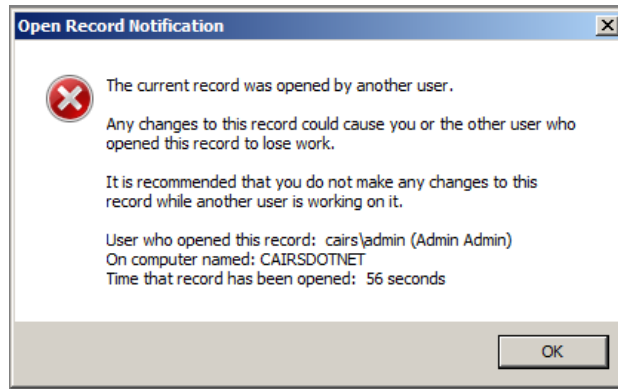 Open Record Notification
The current record was opened by another user.
Any changes to this record could cause you or the other user who
opened this record to lose work.
It is recommended that you do not make any changes to this
record while another user is working on it.
User who opened this record:  cairs\admin (Admin Admin)
On computer named: CAIRSDOTNET
Time that record has been opened:  56 seconds
OK